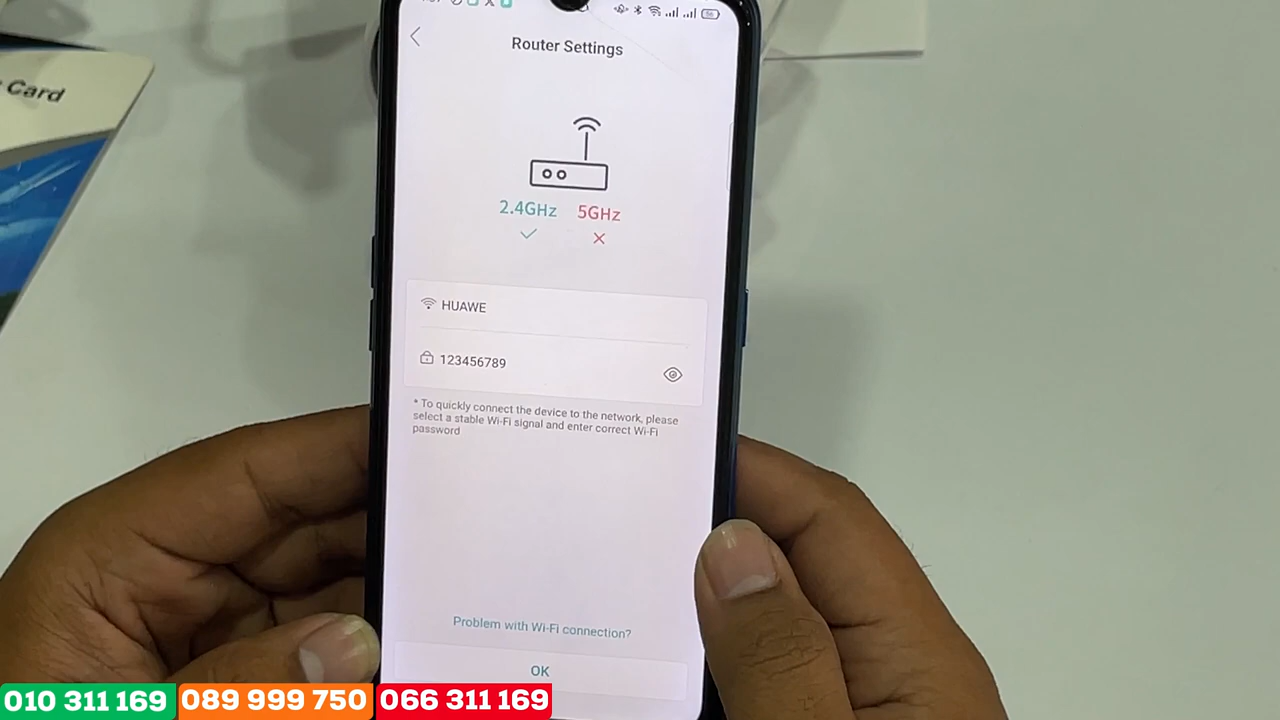 Card
Router Settings
2.4GHz 5GHz
HUAWE
123456789
* To quickly connect the device to the network, please
select a stable Wi-Fi signal and enter correct Wi-Fi
password
Problem with Wi-Fi connection?
OK
010 311 169 089 999 750 066 311 169